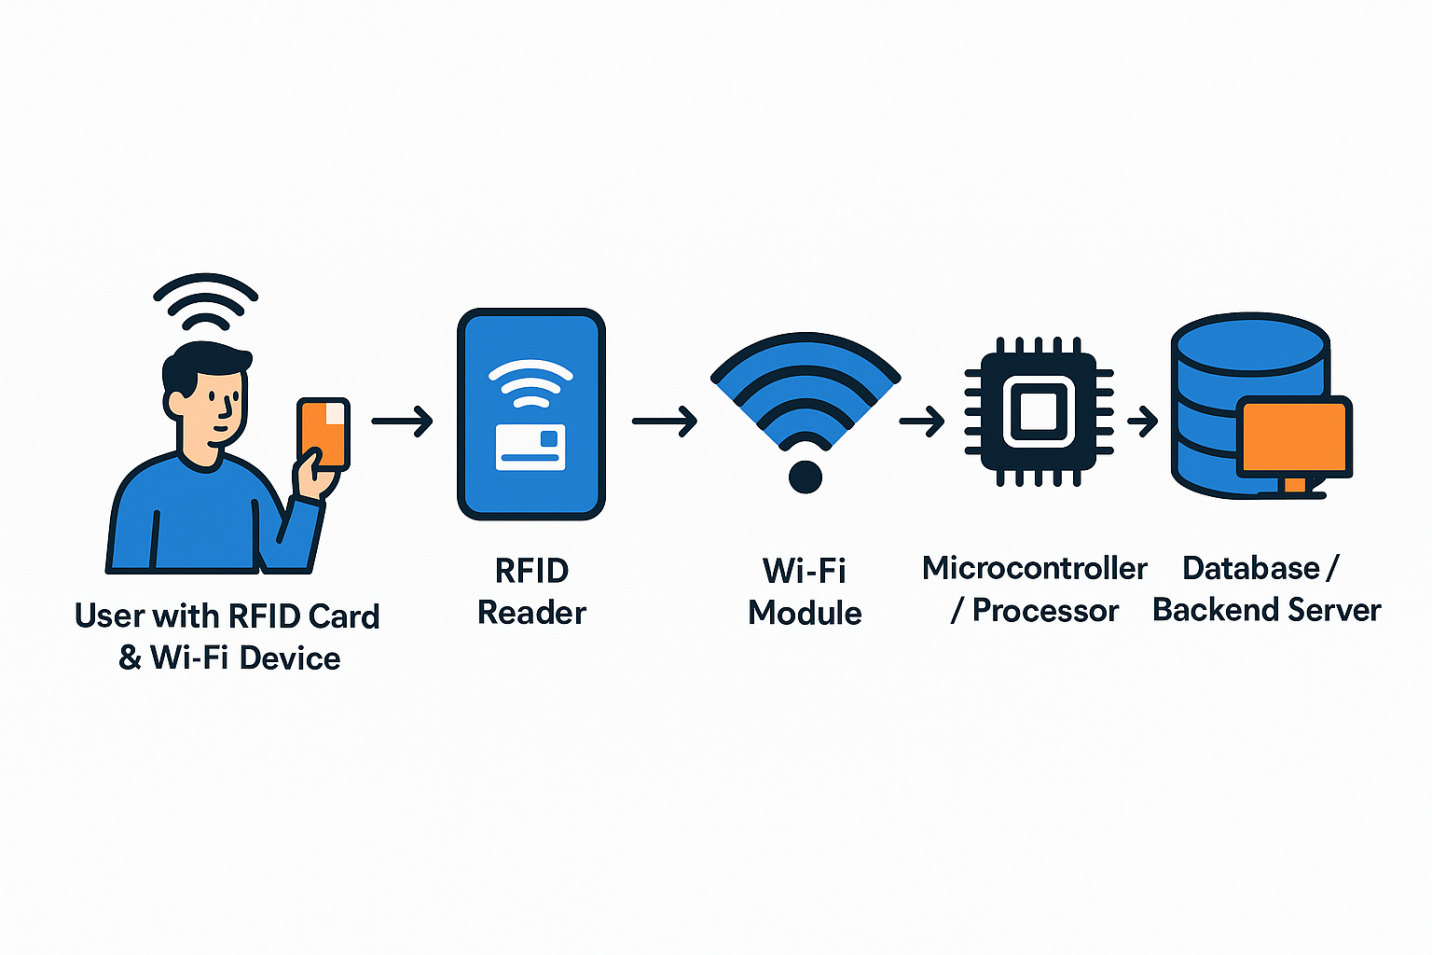 User with RFID Card
& Wi-Fi Device
RFID
Reader
Wi-Fi
Module
Microcontroller
/ Processor
Database /
Backend Server